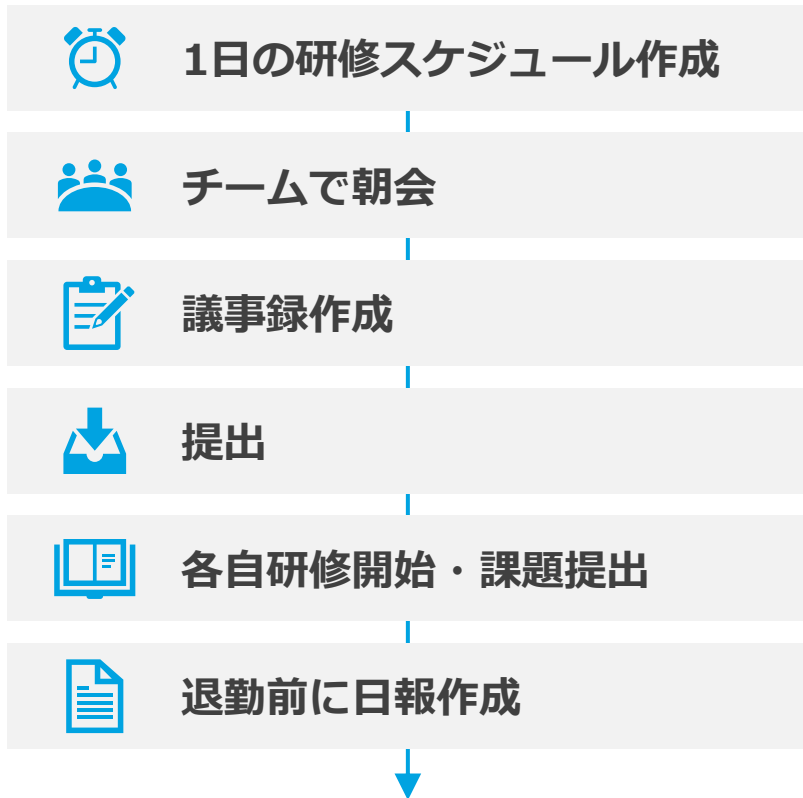 1日の研修スケジュール作成
チームで朝会
議事録作成
提出
各自研修開始・課題提出
退勤前に日報作成